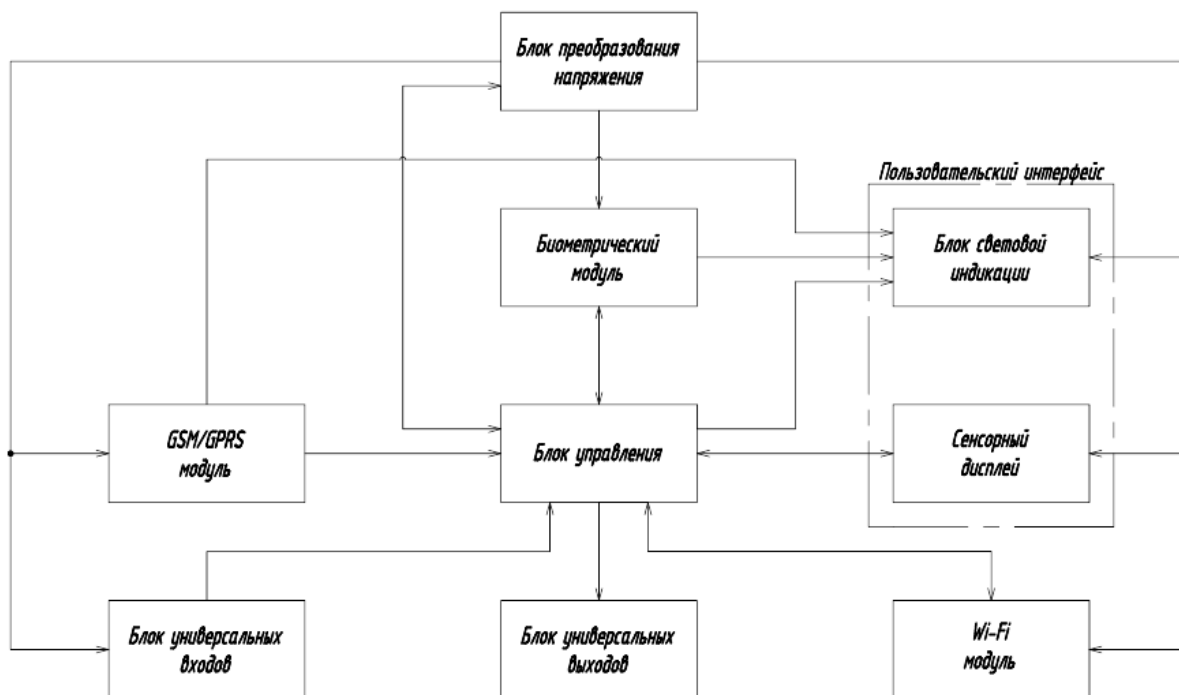 Блок преобразования
напряжения
Пользовательский интерфейс
Биометрический
модуль
Блок световой
индикации
GSM/GPRS
модуль
Блок управления
Сенсорный
дисплей
Блок универсальных
входов
Блок универсальных
выходов
Wi-Fi
модуль